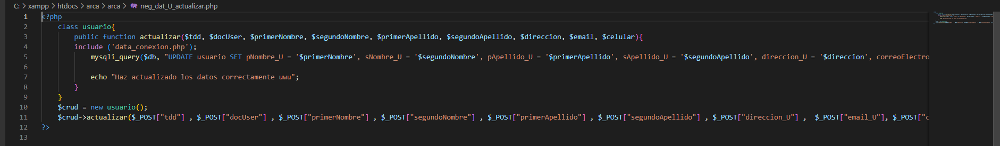 C: > xampp > htdocs > arca > arca > neg_dat_U_actualizar.php
1 <?php
2 class usuario{
3 public function actualizar($tdd, $docUser, $primerNombre, $segundoNombre, $primerApellido, $segundoApellido, $direccion, $email, $celular){
4 include ('data_conexion.php');
5 mysqli_query($db, "UPDATE usuario SET pNombre_U = '$primerNombre', sNombre_U = '$segundoNombre', pApellido_U = '$primerApellido', sApellido_U = '$segundoApellido', direccion_U = '$direccion', correoElectro
6
7 echo "Haz actualizado los datos correctamente uwu";
8 }
9 }
10 $crud = new usuario();
11 $crud->actualizar($_POST["tdd"] , $_POST["docUser"] , $_POST["primerNombre"] , $_POST["segundoNombre"] , $_POST["primerApellido"] , $_POST["segundoApellido"] , $_POST["direccion_U"] , $_POST["email_U"], $_POST["c
12 ?>
13